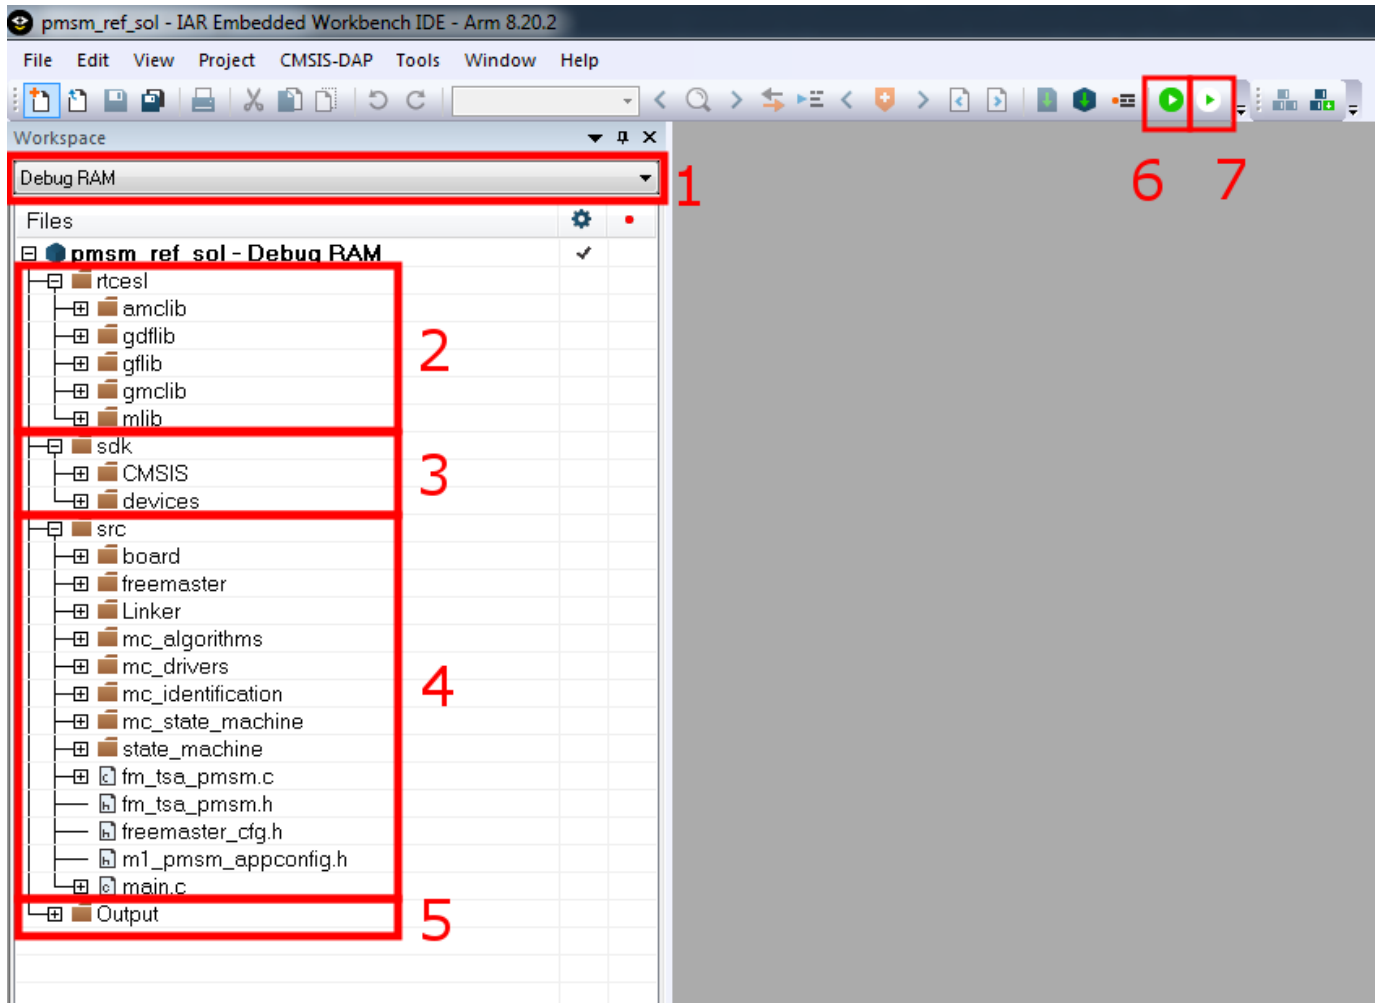 pmsm_ref_sol - IAR Embedded Workbench IDE - Arm 8.20.2
File Edit View Project CMSIS-DAP Tools Window Help
6 7
Workspace
Debug RAM
1
Files
pmsm_ref_sol - Debug RAM
rtcesl
amclib
gdflib
gflib
gmclib
mlib
2
sdk
CMSIS
devices
3
src
board
freemaster
Linker
mc_algorithms
mc_drivers
mc_identification
mc_state_machine
state_machine
fm_tsa_pmsm.c
fm_tsa_pmsm.h
freemaster_cfg.h
m1_pmsm_appconfig.h
main.c
4
Output
5